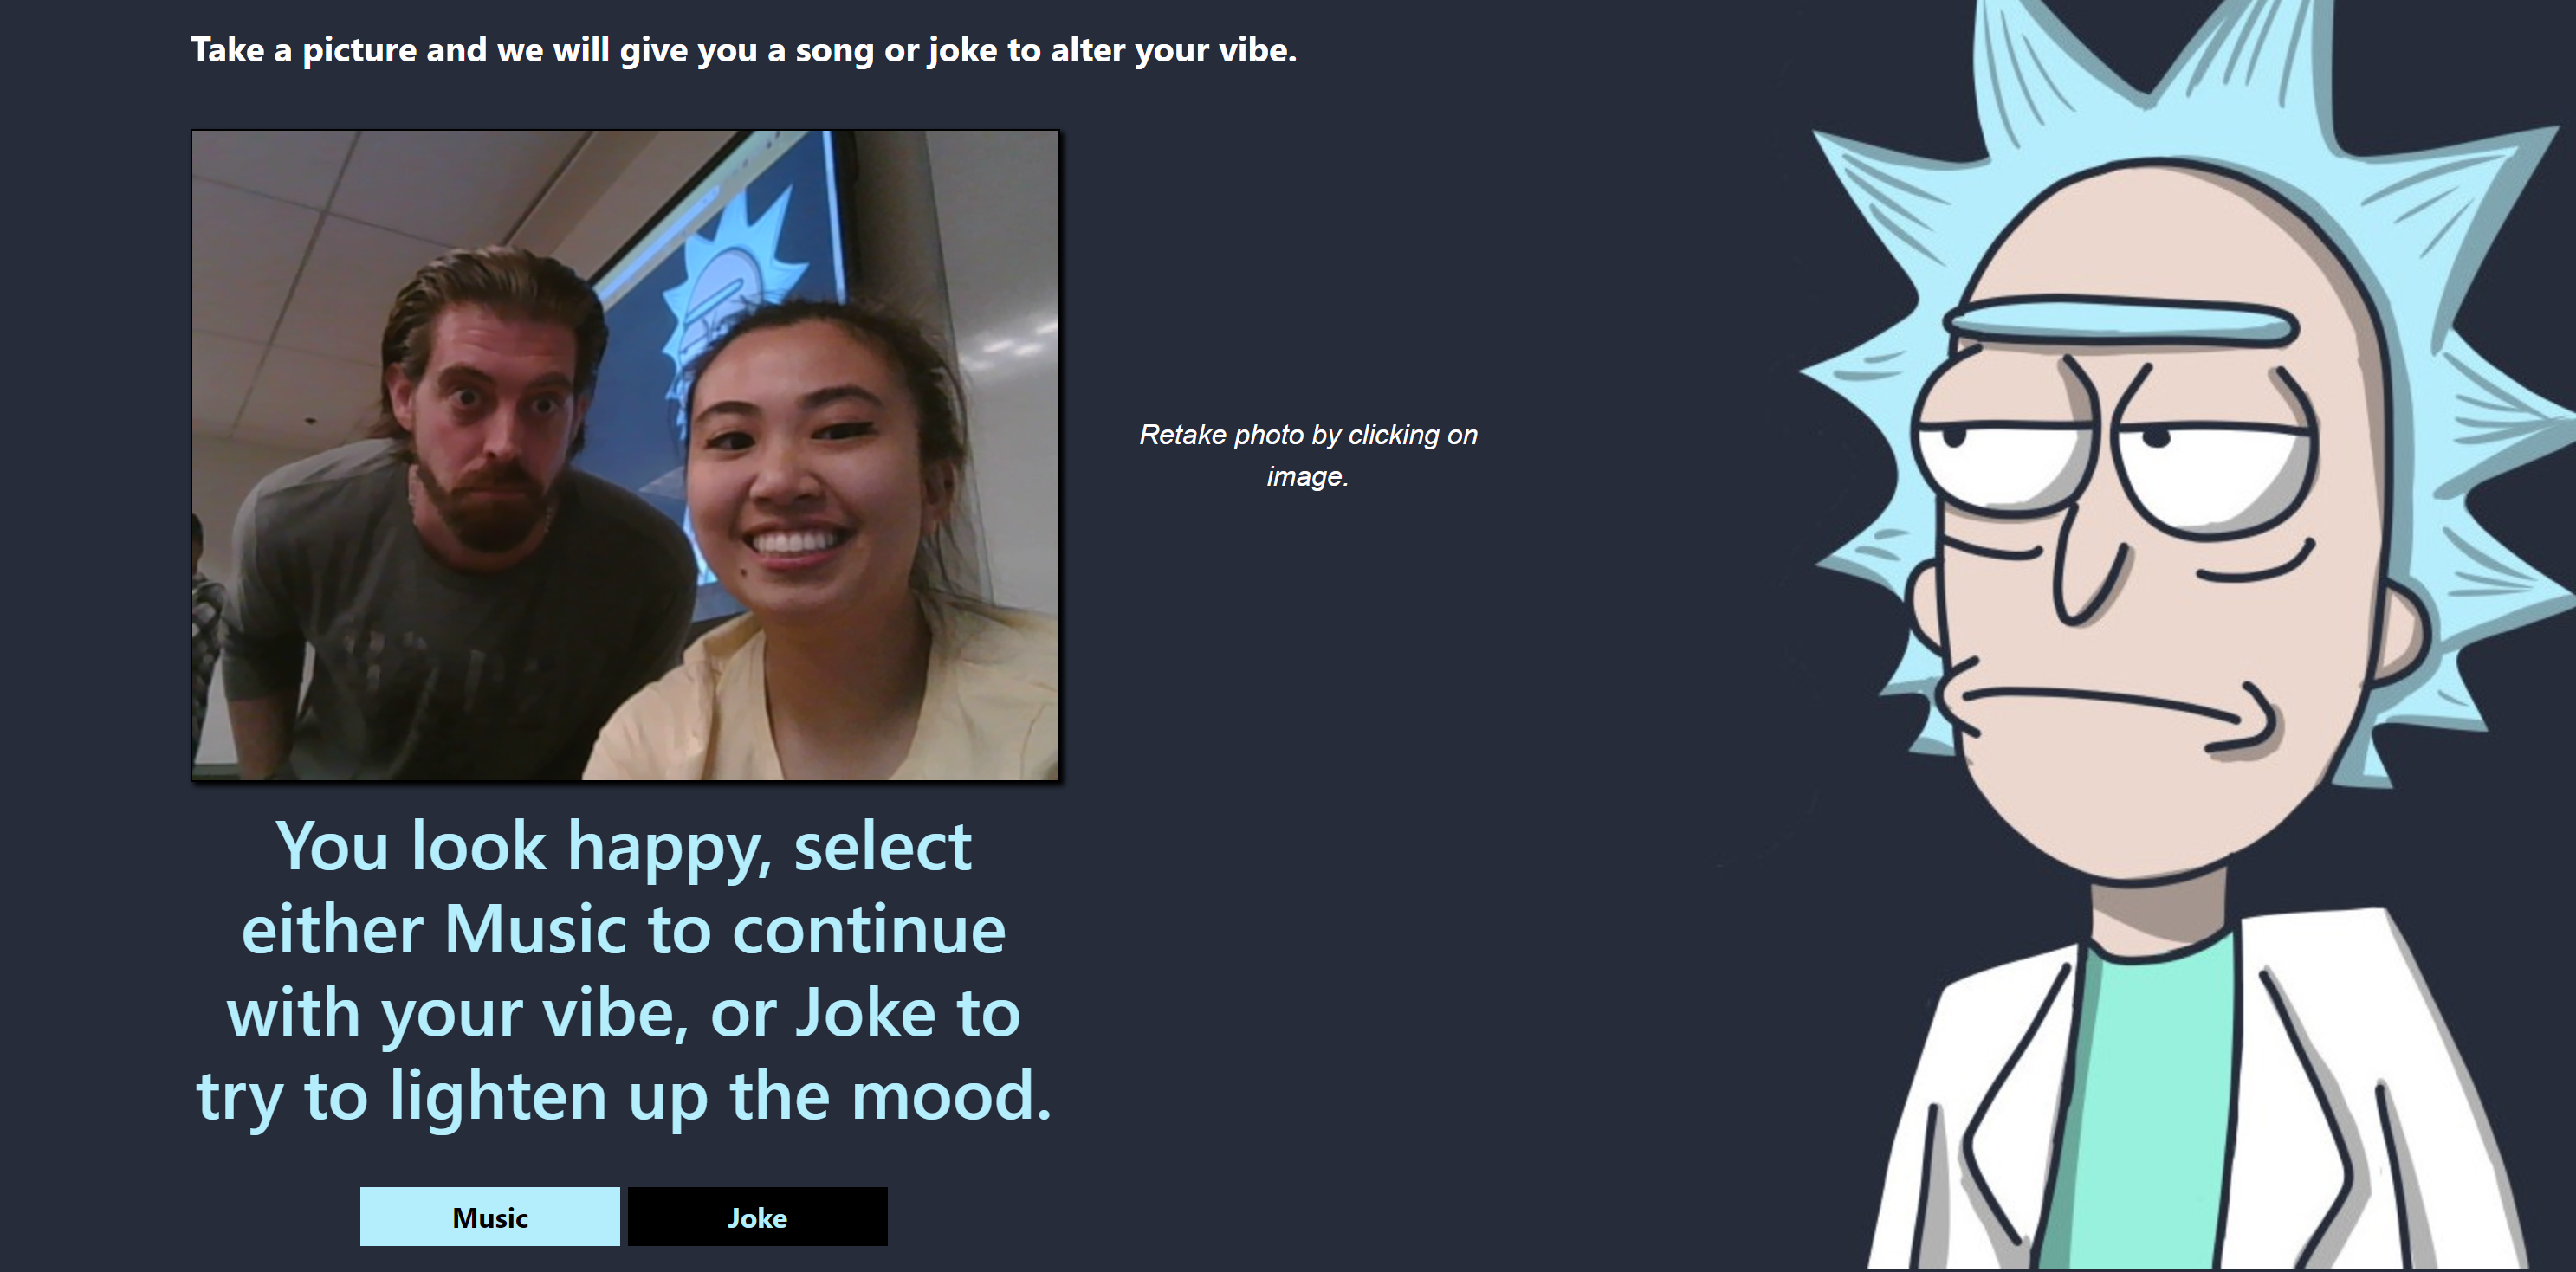 Take a picture and we will give you a song or joke to alter your vibe.
Retake photo by clicking on
image.
You look happy, select
either Music to continue
with your vibe, or Joke to
try to lighten up the mood.
Music
Joke